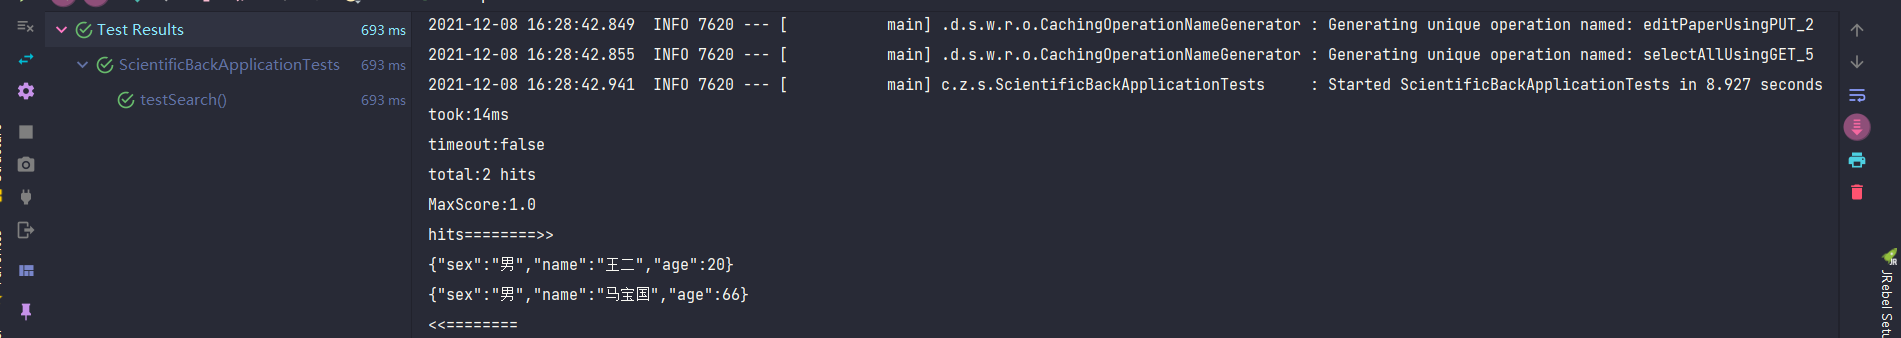 Test Results 693 ms
ScientificBackApplicationTests 693 ms
testSearch() 693 ms
2021-12-08 16:28:42.849  INFO 7620 --- [           main] .d.s.w.r.o.CachingOperationNameGenerator : Generating unique operation named: editPaperUsingPUT_2
2021-12-08 16:28:42.855  INFO 7620 --- [           main] .d.s.w.r.o.CachingOperationNameGenerator : Generating unique operation named: selectAllUsingGET_5
2021-12-08 16:28:42.941  INFO 7620 --- [           main] c.z.s.ScientificBackApplicationTests     : Started ScientificBackApplicationTests in 8.927 seconds
took:14ms
timeout:false
total:2 hits
MaxScore:1.0
hits========>>
{"sex":"男","name":"王二","age":20}
{"sex":"男","name":"马宝国","age":66}
<<========
JRebel